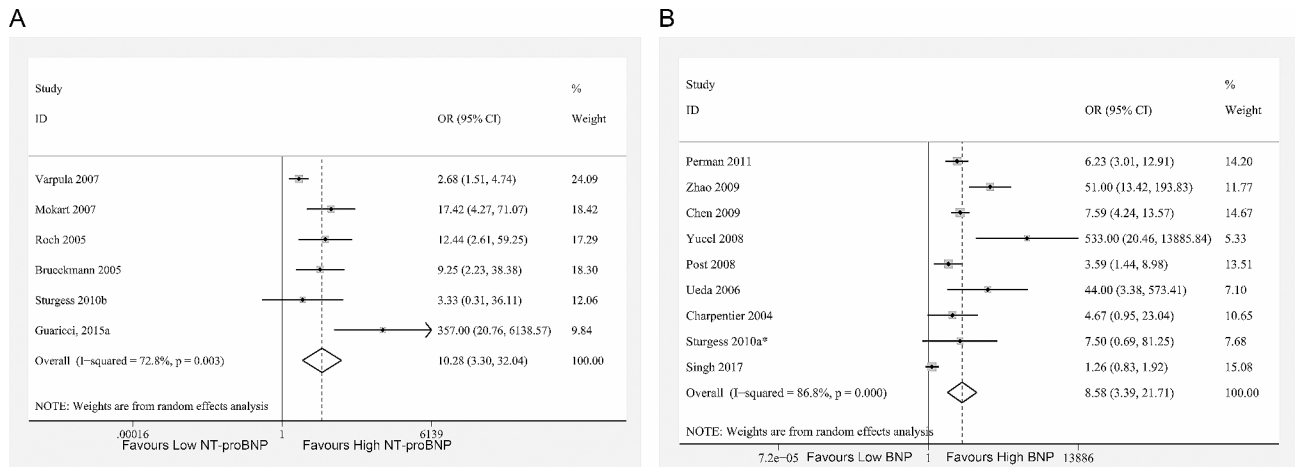 A
Study %
ID OR (95% CI) Weight
Varpula 2007 2.68 (1.51, 4.74) 24.09
Mokart 2007 17.42 (4.27, 71.07) 18.42
Roch 2005 12.44 (2.61, 59.25) 17.29
Brueckmann 2005 9.25 (2.23, 38.38) 18.30
Sturgess 2010b 3.33 (0.31, 36.11) 12.06
Guaricci, 2015a 357.00 (20.76, 6138.57) 9.84
Overall (I−squared = 72.8%, p = 0.003) 10.28 (3.30, 32.04) 100.00
NOTE: Weights are from random effects analysis
.00016 1 6139
Favours Low NT-proBNP Favours High NT-proBNP
B
Study %
ID OR (95% CI) Weight
Perman 2011 6.23 (3.01, 12.91) 14.20
Zhao 2009 51.00 (13.42, 193.83) 11.77
Chen 2009 7.59 (4.24, 13.57) 14.67
Yucel 2008 533.00 (20.46, 13885.84) 5.33
Post 2008 3.59 (1.44, 8.98) 13.51
Ueda 2006 44.00 (3.38, 573.41) 7.10
Charpentier 2004 4.67 (0.95, 23.04) 10.65
Sturgess 2010a* 7.50 (0.69, 81.25) 7.68
Singh 2017 1.26 (0.83, 1.92) 15.08
Overall (I−squared = 86.8%, p = 0.000) 8.58 (3.39, 21.71) 100.00
NOTE: Weights are from random effects analysis
7.2e−05 Favours Low BNP 1 Favours High BNP 13886